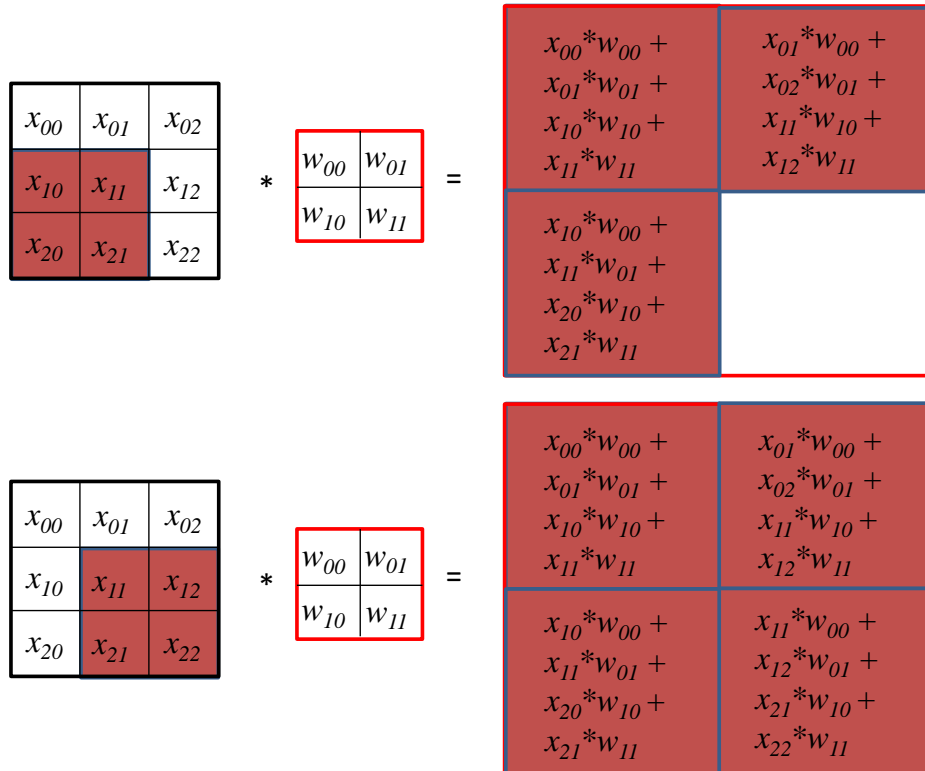 x00 x01 x02
x10 x11 x12
x20 x21 x22
*
w00 w01
w10 w11
=
x00*w00 +
x01*w01 +
x10*w10 +
x11*w11
x01*w00 +
x02*w01 +
x11*w10 +
x12*w11
x10*w00 +
x11*w01 +
x20*w10 +
x21*w11
x00 x01 x02
x10 x11 x12
x20 x21 x22
*
w00 w01
w10 w11
=
x00*w00 +
x01*w01 +
x10*w10 +
x11*w11
x01*w00 +
x02*w01 +
x11*w10 +
x12*w11
x10*w00 +
x11*w01 +
x20*w10 +
x21*w11
x11*w00 +
x12*w01 +
x21*w10 +
x22*w11